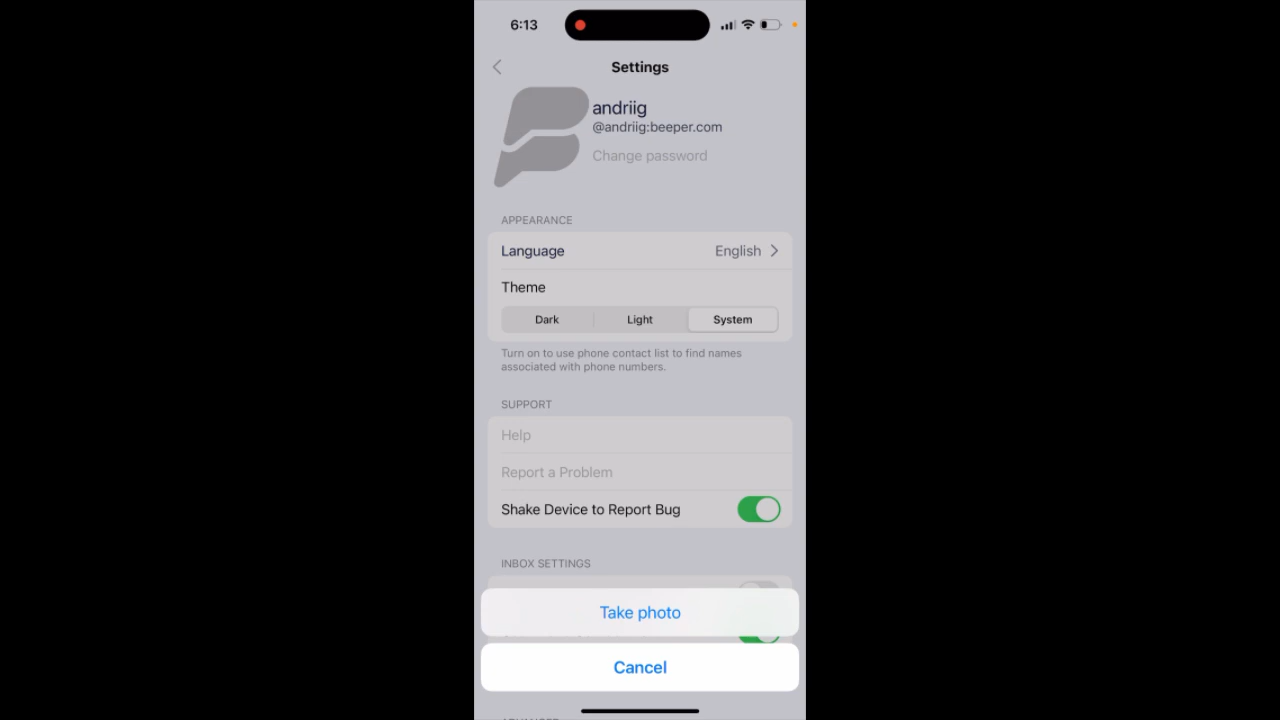 6:13
Settings
andriig
@andriig:beeper.com
Change password
APPEARANCE
Language English
Theme
Dark Light System
Turn on to use phone contact list to find names
associated with phone numbers.
SUPPORT
Help
Report a Problem
Shake Device to Report Bug
INBOX SETTINGS
Take photo
Cancel